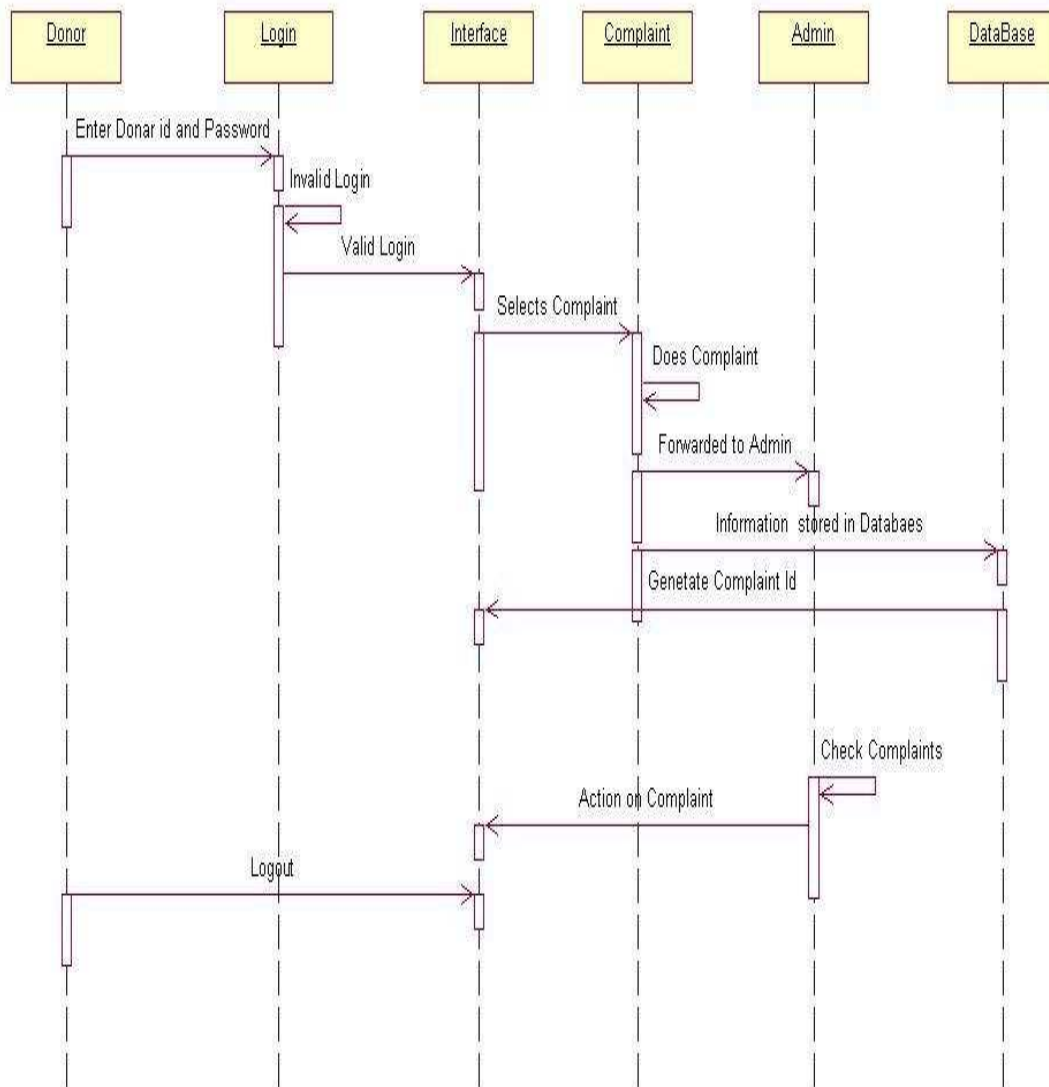 Donor
Login
Interface
Complaint
Admin
DataBase
Enter Donar id and Password
Invalid Login
Valid Login
Selects Complaint
Does Complaint
Forwarded to Admin
Information stored in Databaes
Genetate Complaint Id
Check Complaints
Action on Complaint
Logout